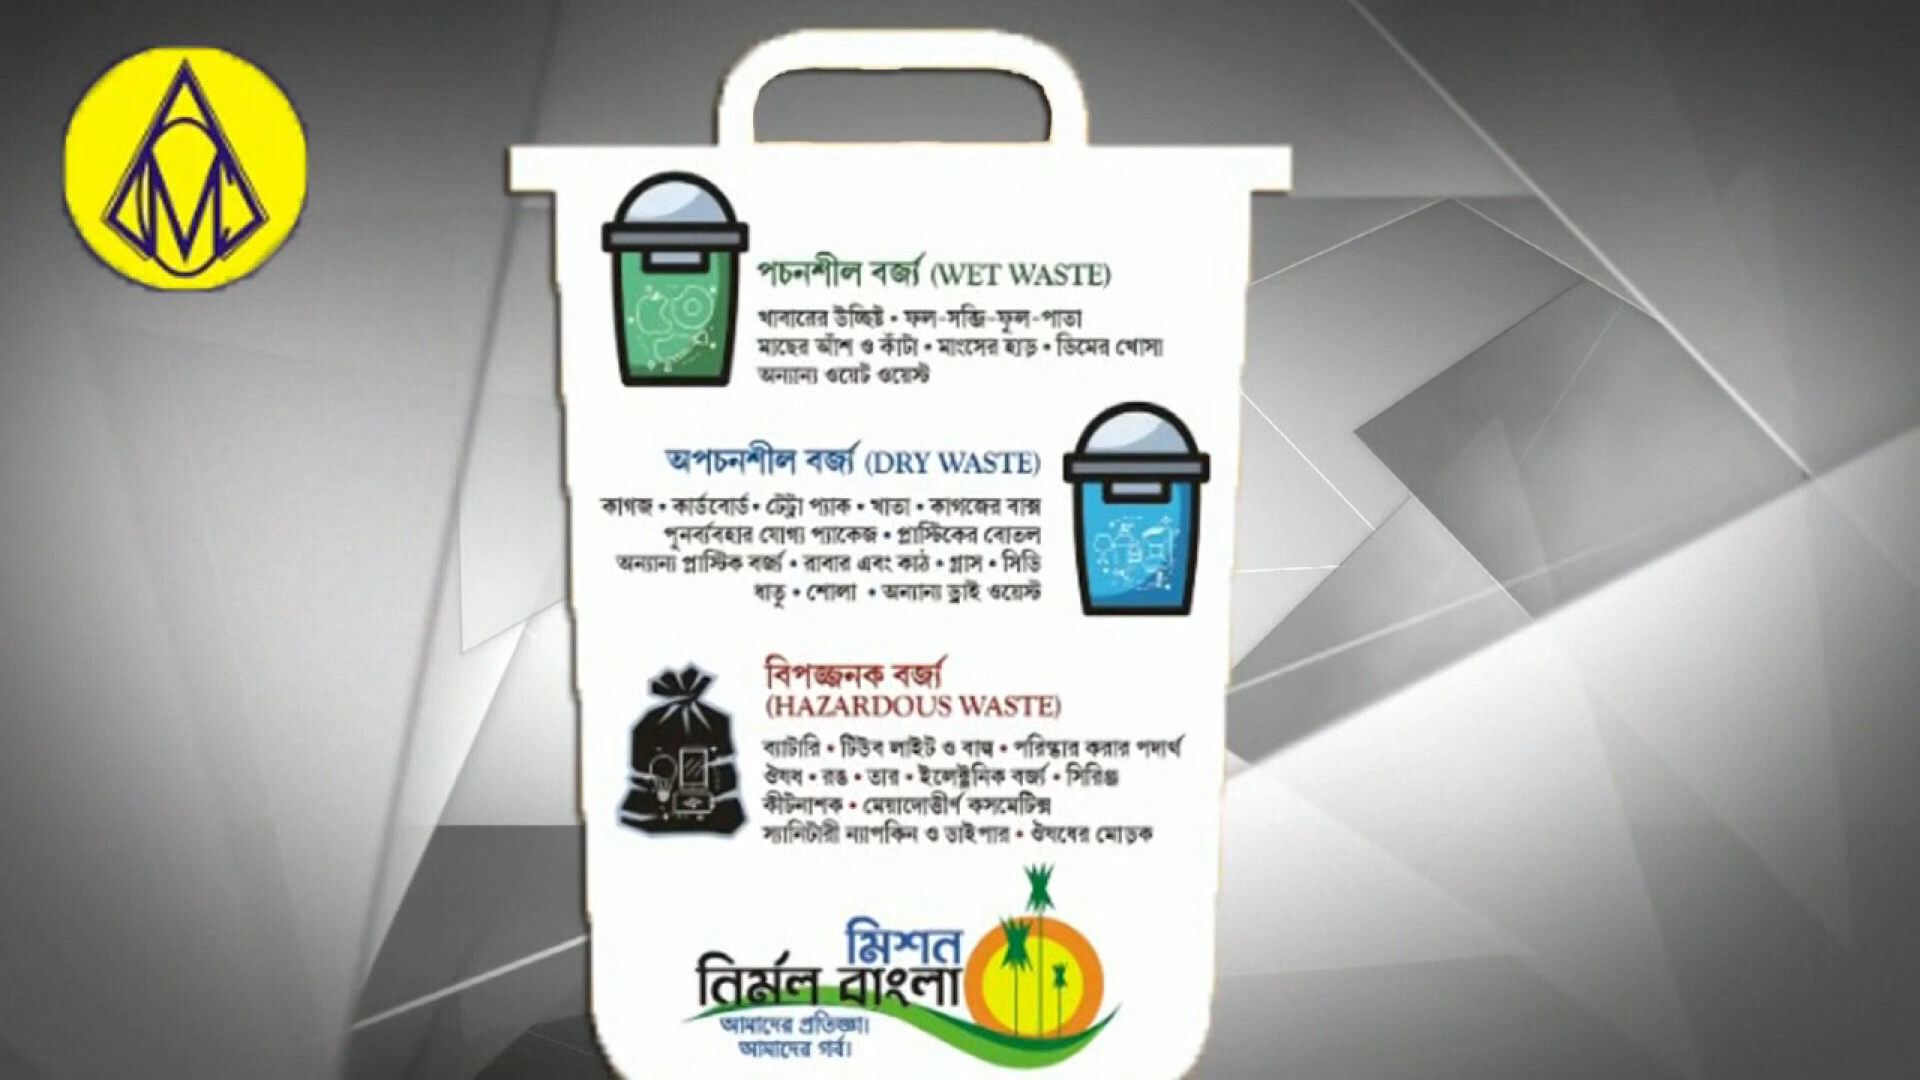 পচনশীল বর্জ্য (WET WASTE)
খাবারের উচ্ছিষ্ট • ফল-সব্জি-ফুল-পাতা
মাছের আঁশ ও কাঁটা • মাংসের হাড় • ডিমের খোসা
অন্যান্য ওয়েট ওয়েস্ট
অপচনশীল বর্জ্য (DRY WASTE)
কাগজ • কার্ডবোর্ড • টেট্রা প্যাক • খাতা • কাগজের বাক্স
পুনর্ব্যবহার যোগ্য প্যাকেজ • প্লাস্টিকের বোতল
অন্যান্য প্লাস্টিক বর্জ্য • রাবার এবং কাঠ • গ্লাস • সিডি
ধাতু • শোলা • অন্যান্য ড্রাই ওয়েস্ট
বিপজ্জনক বর্জ্য
(HAZARDOUS WASTE)
ব্যাটারি • টিউব লাইট ও বাল্ব • পরিস্কার করার পদার্থ
ঔষধ • রঙ • তার • ইলেক্ট্রনিক বর্জ্য • সিরিঞ্জ
কীটনাশক • মেয়াদোত্তীর্ণ কসমেটিক্স
স্যানিটারী ন্যাপকিন ও ডাইপার • ঔষধের মোড়ক
মিশন
নির্মল বাংলা
আমাদের প্রতিজ্ঞা।
আমাদের গর্ব।